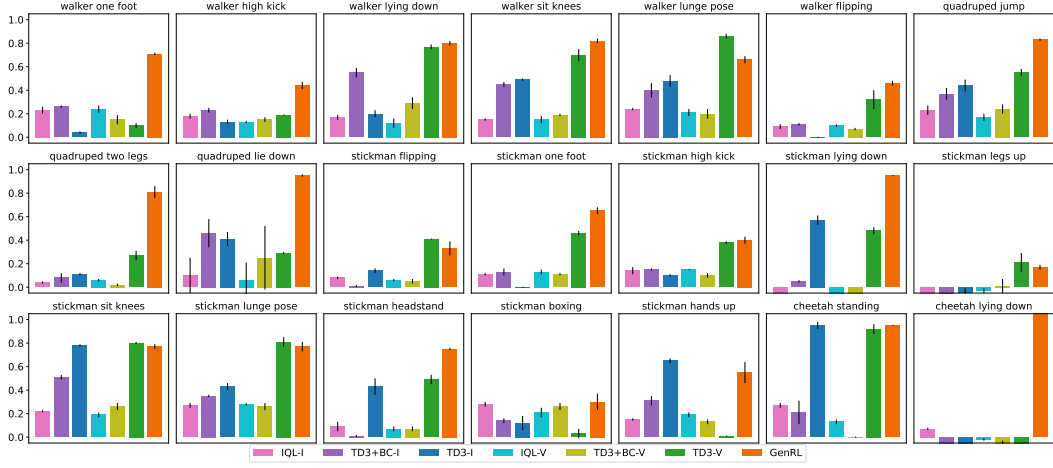 walker one foot
walker high kick
walker lying down
walker sit knees
walker lunge pose
walker flipping
quadruped jump
1.0
0.8
0.6
0.4
0.2
0.0
quadruped two legs
quadruped lie down
stickman flipping
stickman one foot
stickman high kick
stickman lying down
stickman legs up
1.0
0.8
0.6
0.4
0.2
0.0
stickman sit knees
stickman lunge pose
stickman headstand
stickman boxing
stickman hands up
cheetah standing
cheetah lying down
1.0
0.8
0.6
0.4
0.2
0.0
IQL-I
TD3+BC-I
TD3-I
IQL-V
TD3+BC-V
TD3-V
GenRL